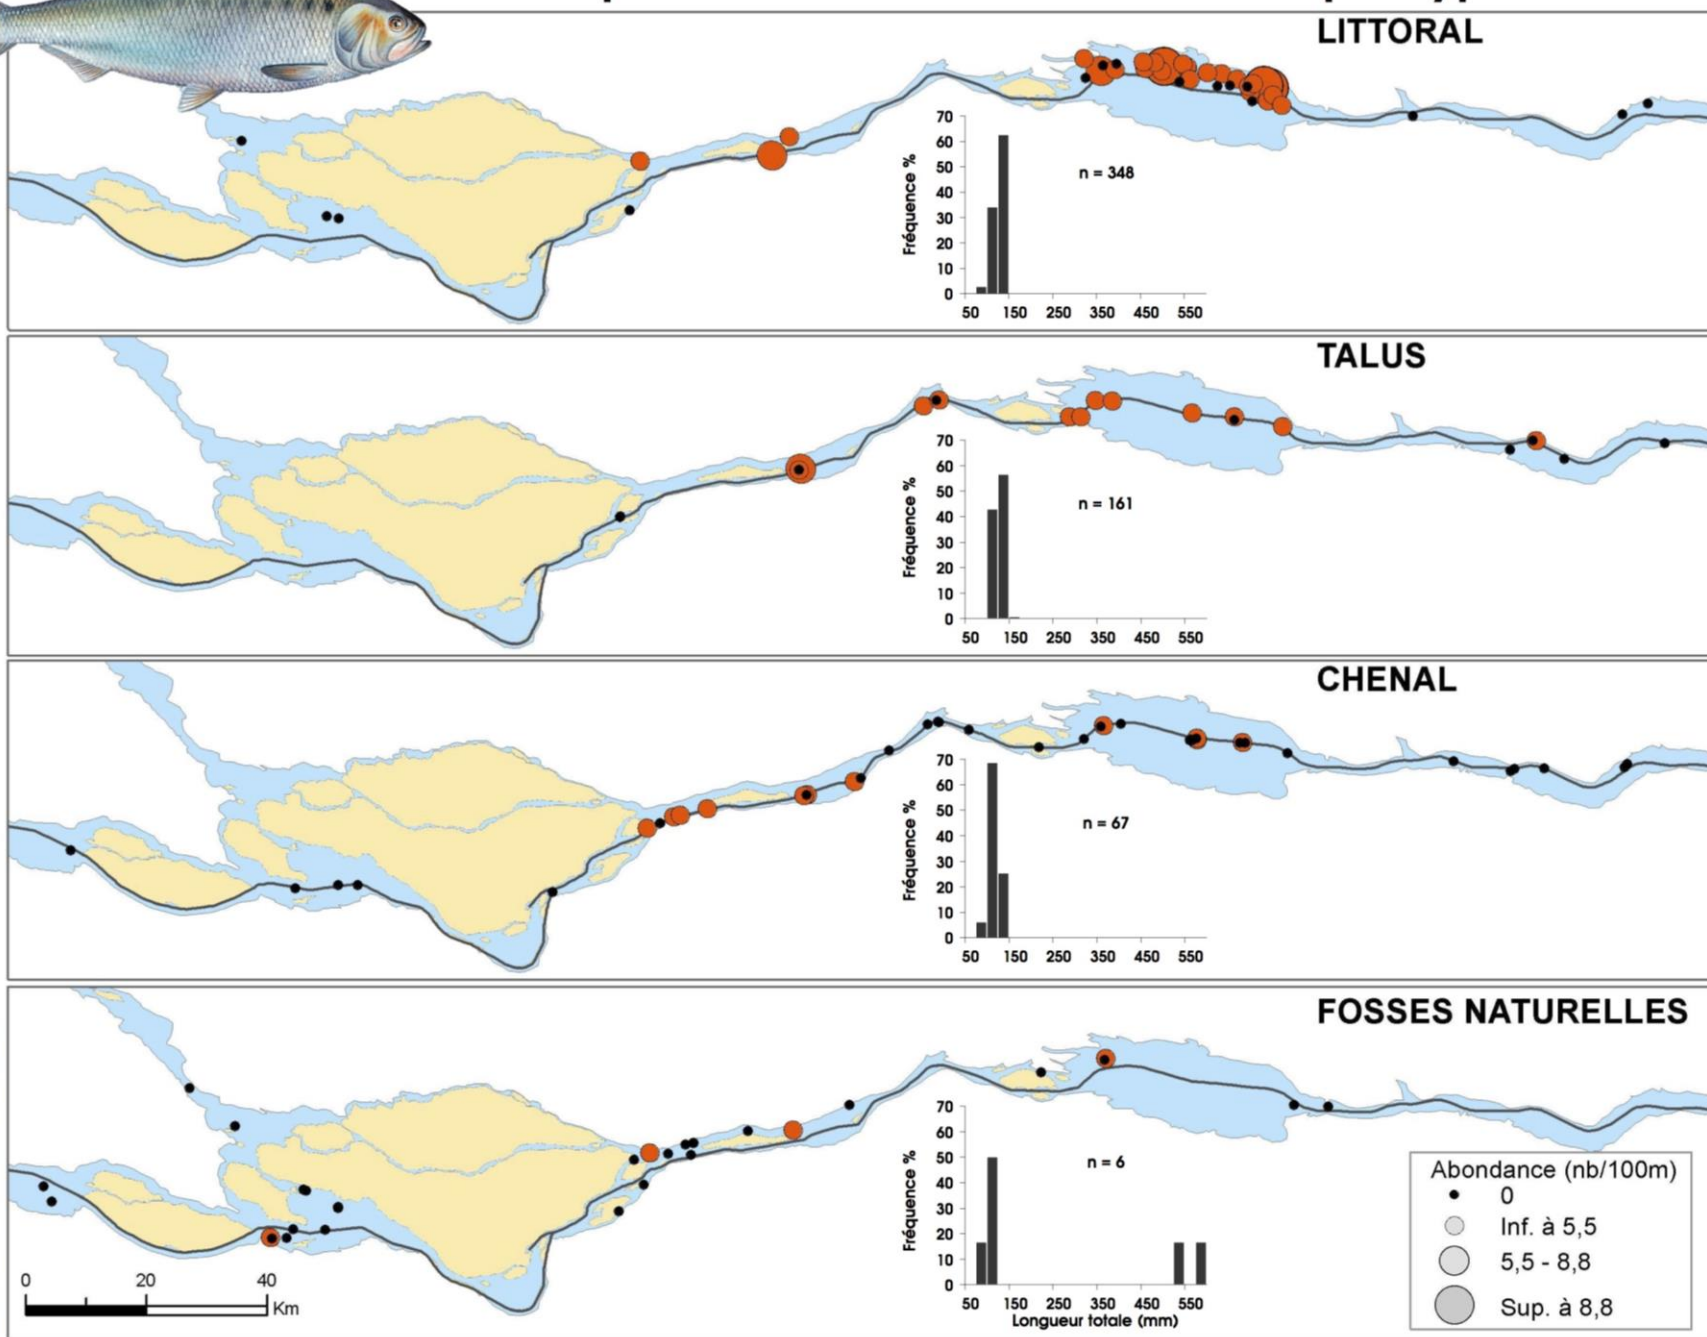 LITTORAL
70
60
50
40
30
20
10
0
Fréquence %
n = 348
50 150 250 350 450 550
TALUS
70
60
50
40
30
20
10
0
Fréquence %
n = 161
50 150 250 350 450 550
CHENAL
70
60
50
40
30
20
10
0
Fréquence %
n = 67
50 150 250 350 450 550
FOSSES NATURELLES
70
60
50
40
30
20
10
0
Fréquence %
n = 6
50 150 250 350 450 550
Longueur totale (mm)
0 20 40
Km
Abondance (nb/100m)
0
Inf. à 5,5
5,5 - 8,8
Sup. à 8,8